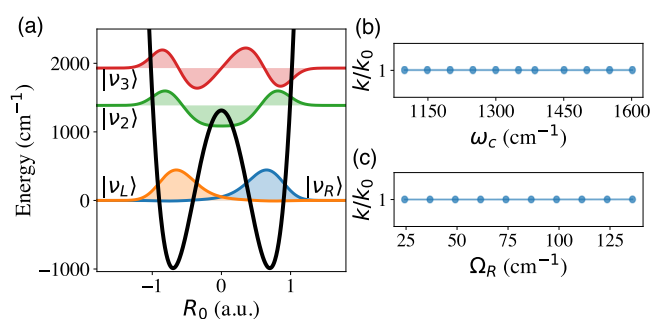 (a)
2000
1000
0
−1000
Energy (cm⁻¹)
|ν₃⟩
|ν₂⟩
|ν_L⟩
|ν_R⟩
−1
0
1
R₀ (a.u.)
(b)
k/k₀
1
1150
1300
1450
1600
ω_c (cm⁻¹)
(c)
k/k₀
1
25
50
75
100
125
Ω_R (cm⁻¹)